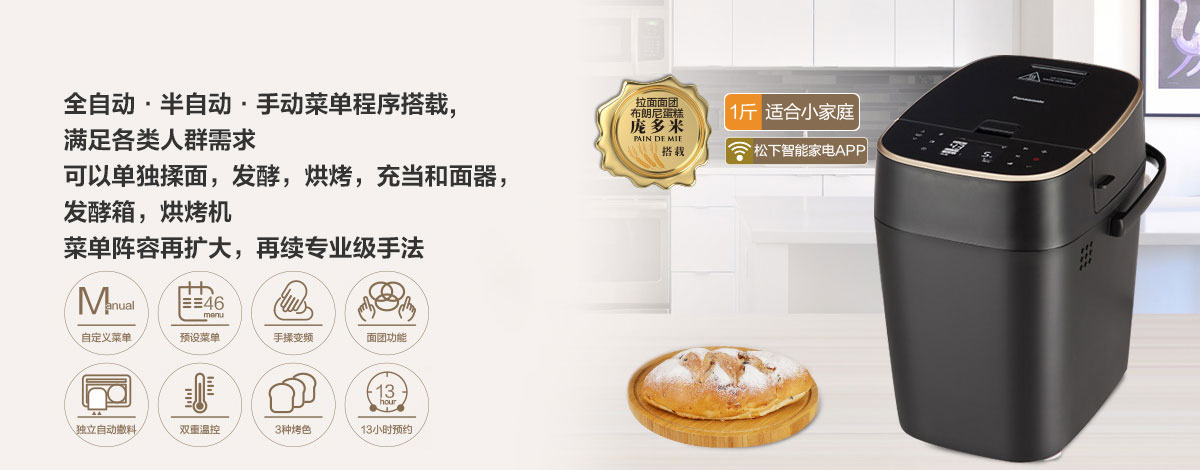 全自动·半自动·手动菜单程序搭载,
满足各类人群需求
可以单独揉面，发酵，烘烤，充当和面器，
发酵箱，烘烤机
菜单阵容再扩大，再续专业级手法
Manual
自定义菜单
46
menu
预设菜单
手揉变频
面团功能
独立自动撒料
双重温控
3种烤色
13
hour
13小时预约
拉面面团
布朗尼蛋糕
庞多米
PAIN DE MIE
搭载
1斤 适合小家庭
松下智能家电APP
Panasonic